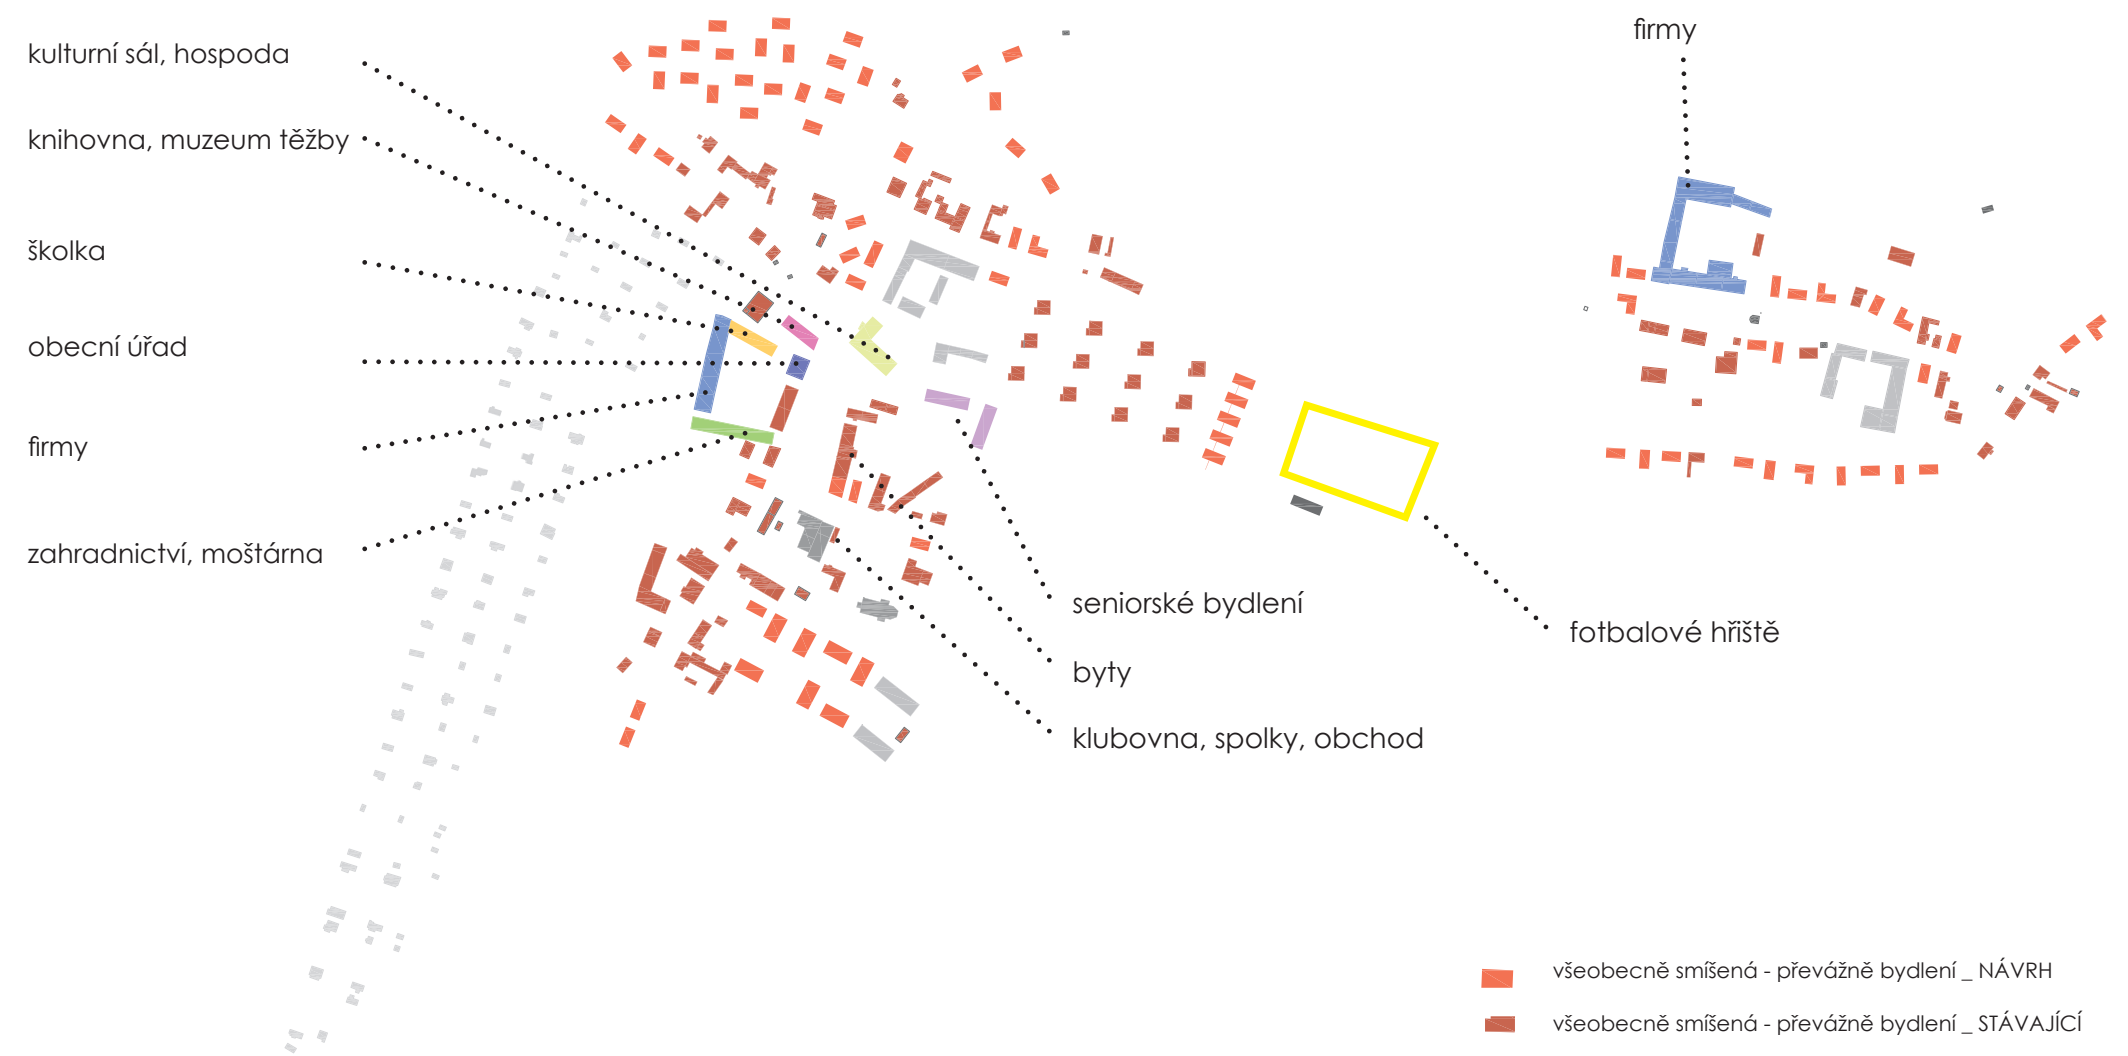 firmy
kulturní sál, hospoda
knihovna, muzeum těžby
školka
obecní úřad
firmy
zahradnictví, moštárna
seniorské bydlení
fotbalové hřiště
byty
klubovna, spolky, obchod
všeobecně smíšená - převážně bydlení _ NÁVRH
všeobecně smíšená - převážně bydlení _ STÁVAJÍCÍ